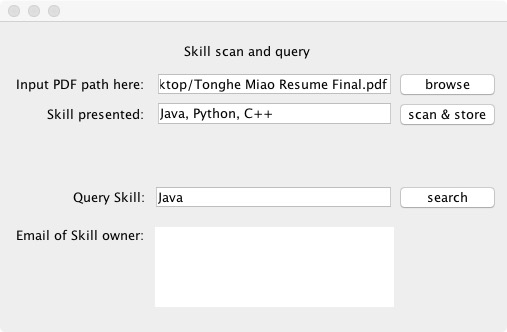 Skill scan and query
Input PDF path here: ktop/Tonghe Miao Resume Final.pdf browse
Skill presented: Java, Python, C++ scan & store
Query Skill: Java search
Email of Skill owner: